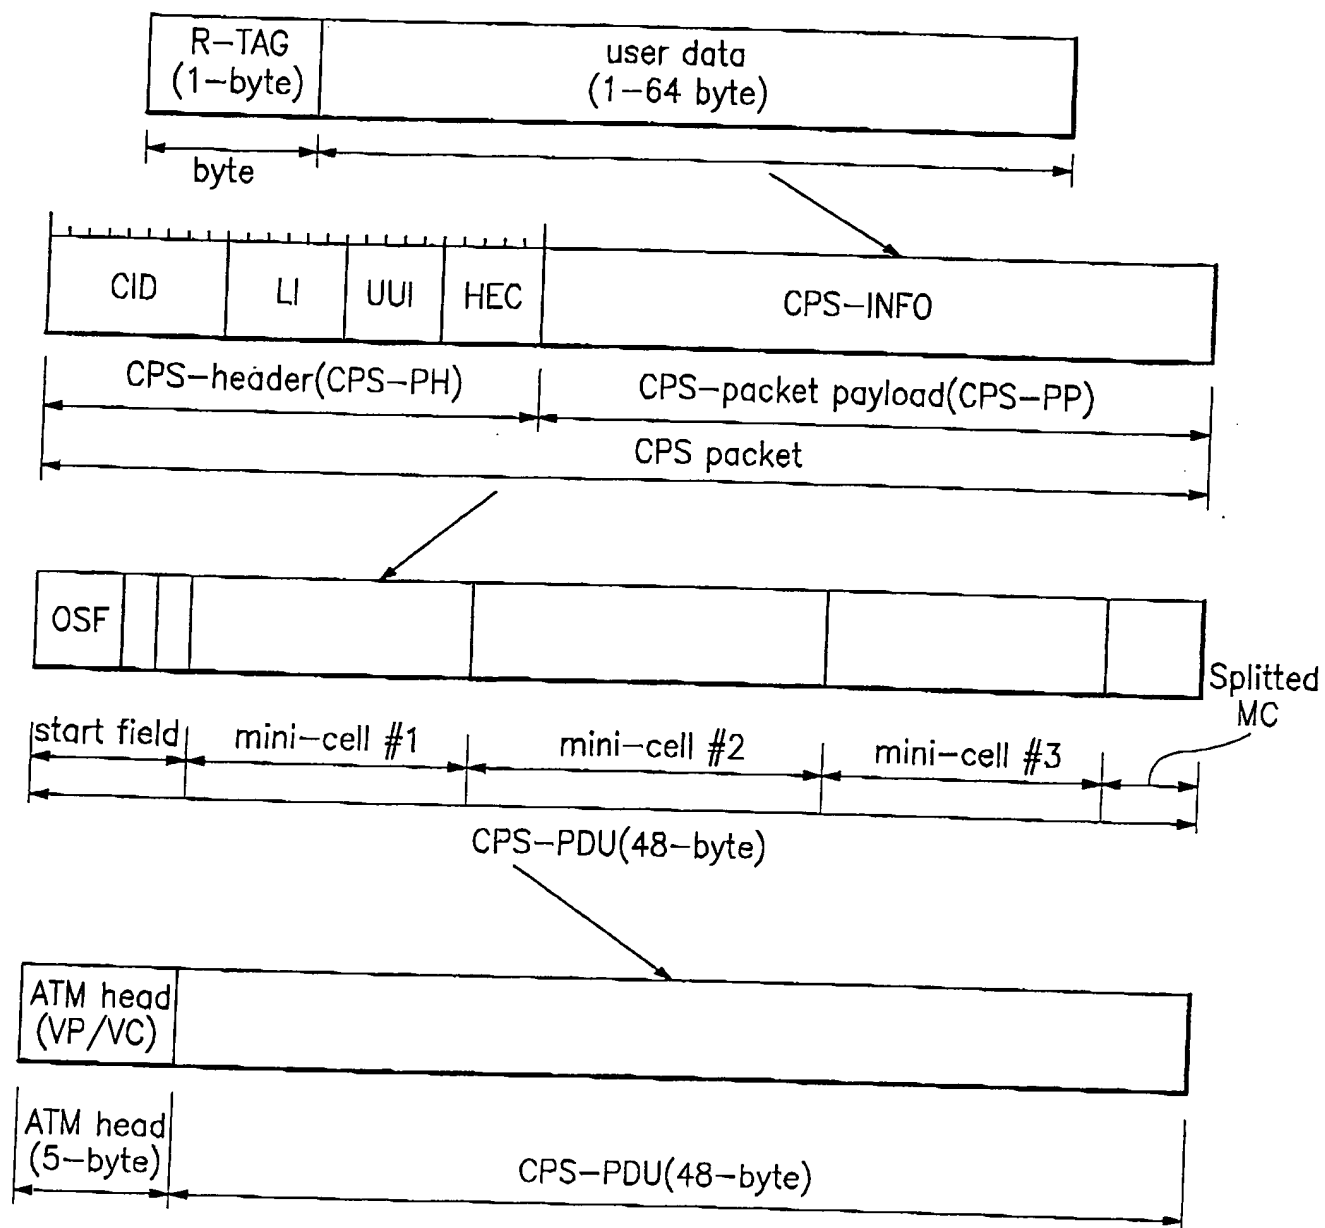 R-TAG
(1-byte)
user data
(1-64 byte)
byte
CID
LI
UUI
HEC
CPS-INFO
CPS-header(CPS-PH)
CPS-packet payload(CPS-PP)
CPS packet
OSF
Splitted
MC
start field
mini-cell #1
mini-cell #2
mini-cell #3
CPS-PDU(48-byte)
ATM head
(VP/VC)
ATM head
(5-byte)
CPS-PDU(48-byte)